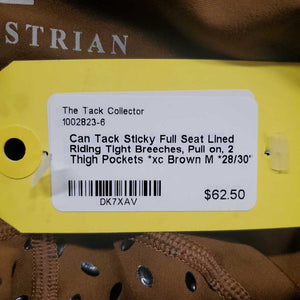 STRIAN
The Tack Collector
1002823-6
Can Tack Sticky Full Seat Lined
Riding Tight Breeches, Pull on, 2
Thigh Pockets *xc Brown M *28/30"
DK7XAV
$62.50